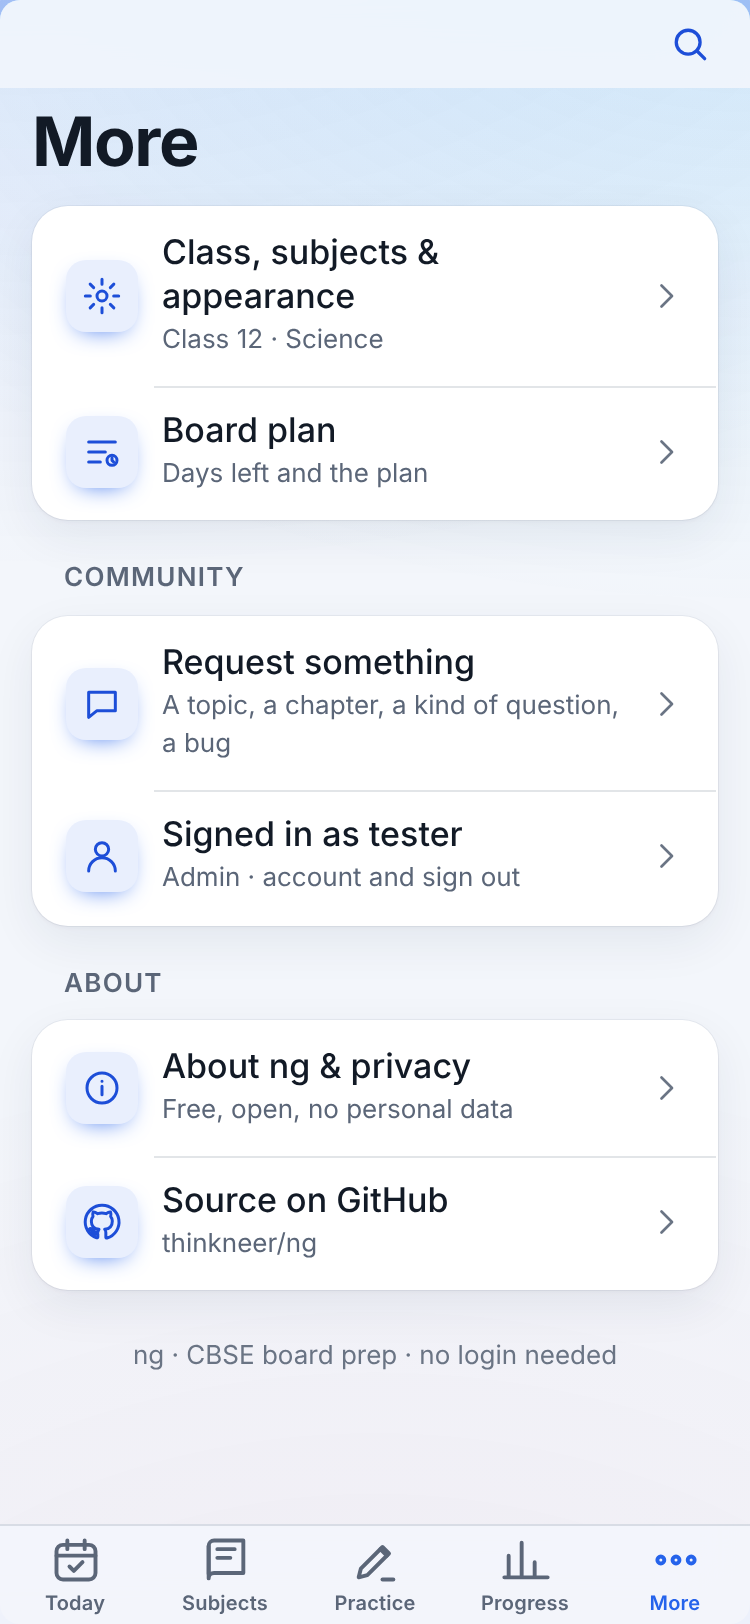 More
Class, subjects &
appearance
Class 12 · Science
Board plan
Days left and the plan
COMMUNITY
Request something
A topic, a chapter, a kind of question,
a bug
Signed in as tester
Admin · account and sign out
ABOUT
About ng & privacy
Free, open, no personal data
Source on GitHub
thinkneer/ng
ng · CBSE board prep · no login needed
Today
Subjects
Practice
Progress
More